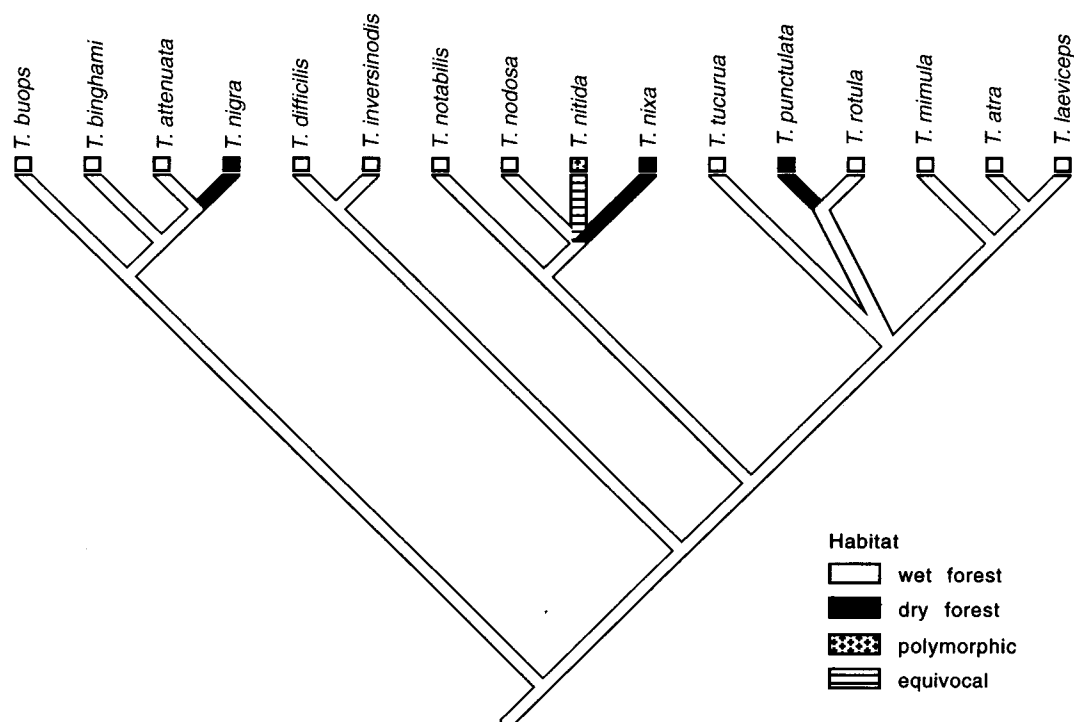 T. buops
T. binghami
T. attenuata
T. nigra
T. difficilis
T. inversinodis
T. notabilis
T. nodosa
T. nitida
T. nixa
T. tucurua
T. punctulata
T. rotula
T. mimula
T. atra
T. laeviceps
Habitat
wet forest
dry forest
polymorphic
equivocal